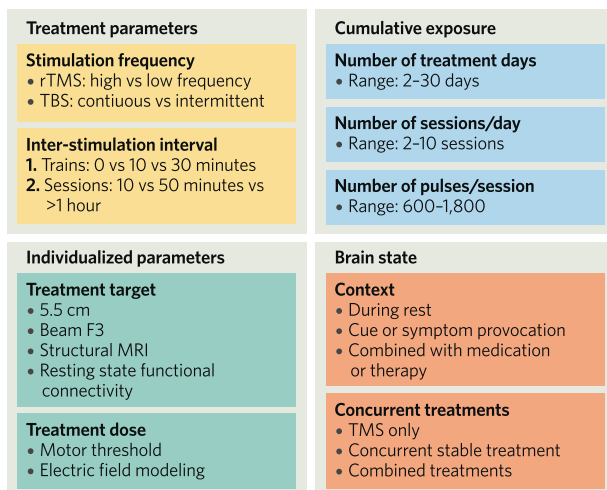 Treatment parameters
Stimulation frequency
• rTMS: high vs low frequency
• TBS: contiuous vs intermittent
Inter-stimulation interval
1. Trains: 0 vs 10 vs 30 minutes
2. Sessions: 10 vs 50 minutes vs
>1 hour
Cumulative exposure
Number of treatment days
• Range: 2–30 days
Number of sessions/day
• Range: 2–10 sessions
Number of pulses/session
• Range: 600–1,800
Individualized parameters
Treatment target
• 5.5 cm
• Beam F3
• Structural MRI
• Resting state functional
connectivity
Treatment dose
• Motor threshold
• Electric field modeling
Brain state
Context
• During rest
• Cue or symptom provocation
• Combined with medication
or therapy
Concurrent treatments
• TMS only
• Concurrent stable treatment
• Combined treatments